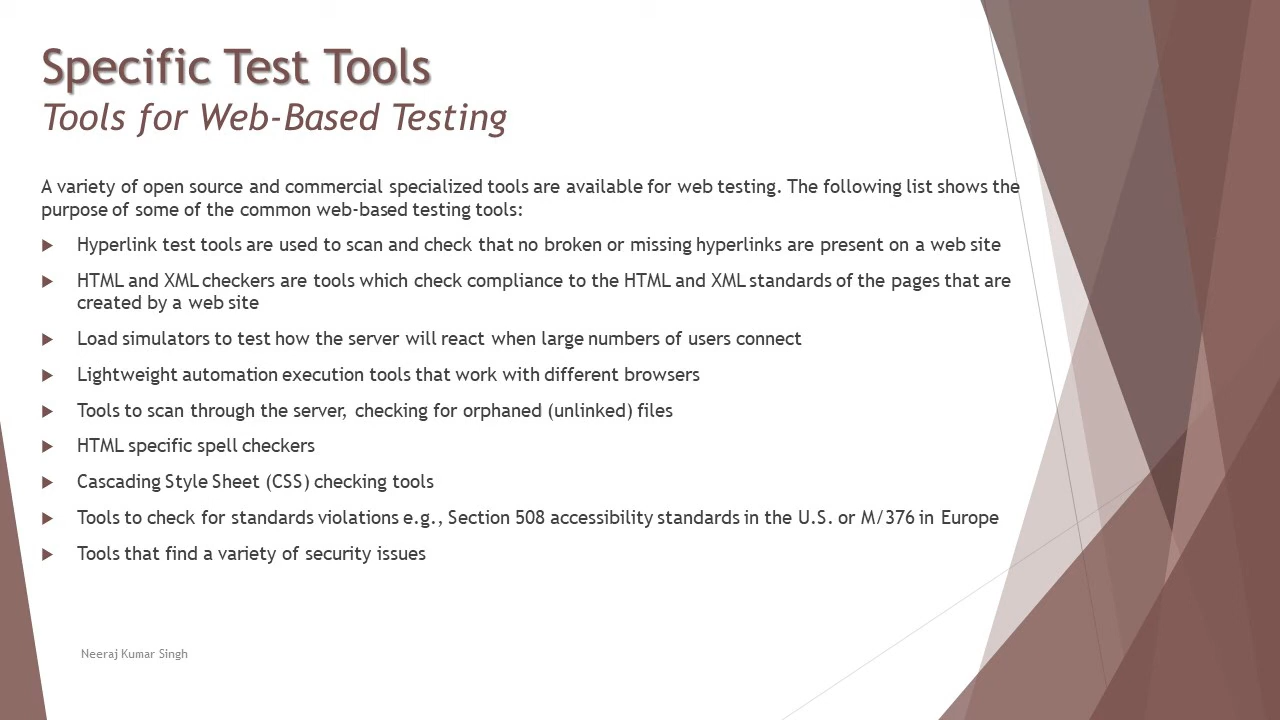 Specific Test Tools
Tools for Web-Based Testing
A variety of open source and commercial specialized tools are available for web testing. The following list shows the
purpose of some of the common web-based testing tools:
Hyperlink test tools are used to scan and check that no broken or missing hyperlinks are present on a web site
HTML and XML checkers are tools which check compliance to the HTML and XML standards of the pages that are
created by a web site
Load simulators to test how the server will react when large numbers of users connect
Lightweight automation execution tools that work with different browsers
Tools to scan through the server, checking for orphaned (unlinked) files
HTML specific spell checkers
Cascading Style Sheet (CSS) checking tools
Tools to check for standards violations e.g., Section 508 accessibility standards in the U.S. or M/376 in Europe
Tools that find a variety of security issues
Neeraj Kumar Singh